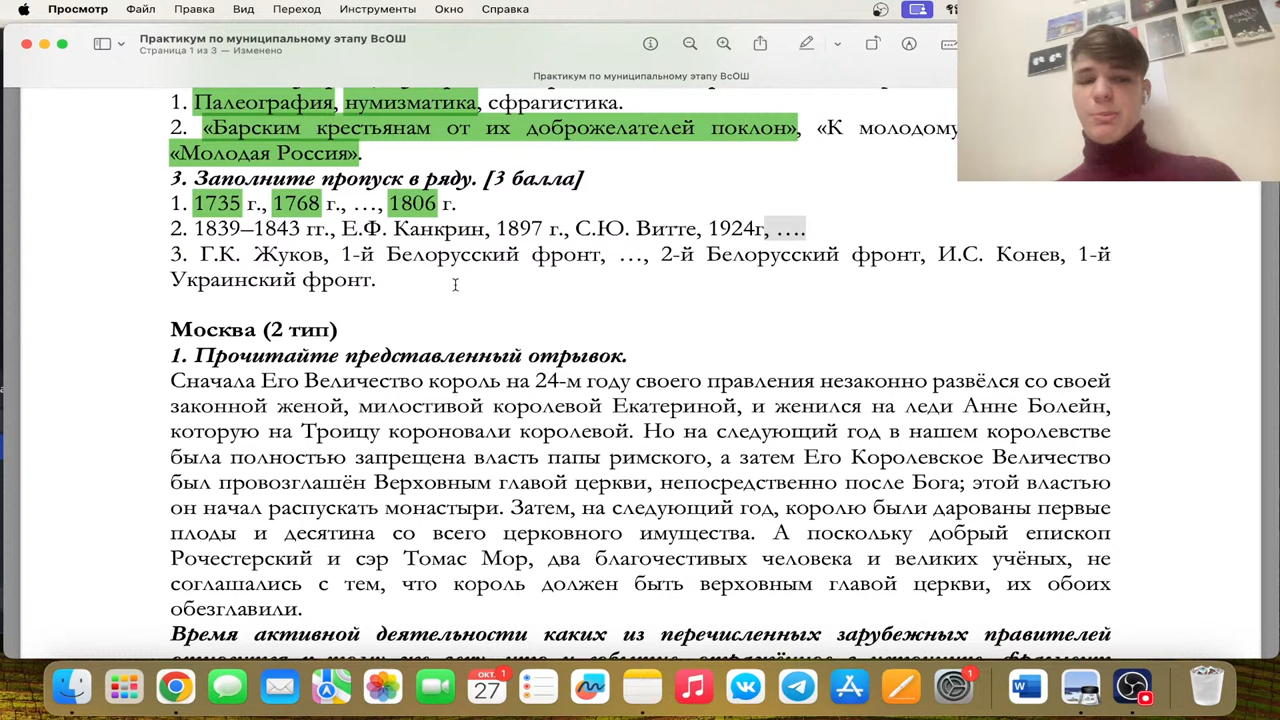 Просмотр Файл Правка Вид Переход Инструменты Окно Справка
Практикум по муниципальному этапу ВсОШ
Страница 1 из 3 — Изменено
Практикум по муниципальному этапу ВсОШ
1. Палеография, нумизматика, сфрагистика.
2. «Барским крестьянам от их доброжелателей поклон», «К молодому
«Молодая Россия».
3. Заполните пропуск в ряду. [3 балла]
1. 1735 г., 1768 г., …, 1806 г.
2. 1839–1843 гг., Е.Ф. Канкрин, 1897 г., С.Ю. Витте, 1924г, ….
3. Г.К. Жуков, 1-й Белорусский фронт, …, 2-й Белорусский фронт, И.С. Конев, 1-й
Украинский фронт.
Москва (2 тип)
1. Прочитайте представленный отрывок.
Сначала Его Величество король на 24-м году своего правления незаконно развёлся со своей
законной женой, милостивой королевой Екатериной, и женился на леди Анне Болейн,
которую на Троицу короновали королевой. Но на следующий год в нашем королевстве
была полностью запрещена власть папы римского, а затем Его Королевское Величество
был провозглашён Верховным главой церкви, непосредственно после Бога; этой властью
он начал распускать монастыри. Затем, на следующий год, королю были дарованы первые
плоды и десятина со всего церковного имущества. А поскольку добрый епископ
Рочестерский и сэр Томас Мор, два благочестивых человека и великих учёных, не
соглашались с тем, что король должен быть верховным главой церкви, их обоих
обезглавили.
Время активной деятельности каких из перечисленных зарубежных правителей
ОКТ.
27
1
1